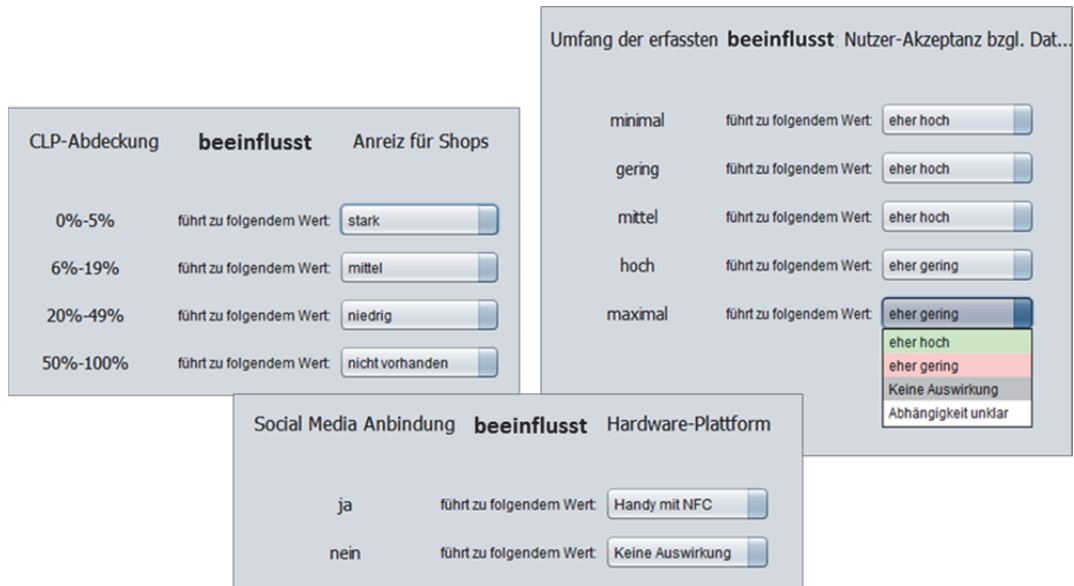 Umfang der erfassten beeinflusst: Nutzer-Akzeptanz bzgl. Dat...
minimal führt zu folgendem Wert: eher hoch
gering führt zu folgendem Wert: eher hoch
mittel führt zu folgendem Wert: eher hoch
hoch führt zu folgendem Wert: eher gering
maximal führt zu folgendem Wert: eher gering
eher hoch
eher gering
Keine Auswirkung
Abhängigkeit unklar
CLP-Abdeckung beeinflusst Anreiz für Shops
0%-5% führt zu folgendem Wert: stark
6%-19% führt zu folgendem Wert: mittel
20%-49% führt zu folgendem Wert: niedrig
50%-100% führt zu folgendem Wert: nicht vorhanden
Social Media Anbindung beeinflusst Hardware-Plattform
ja führt zu folgendem Wert: Handy mit NFC
nein führt zu folgendem Wert: Keine Auswirkung